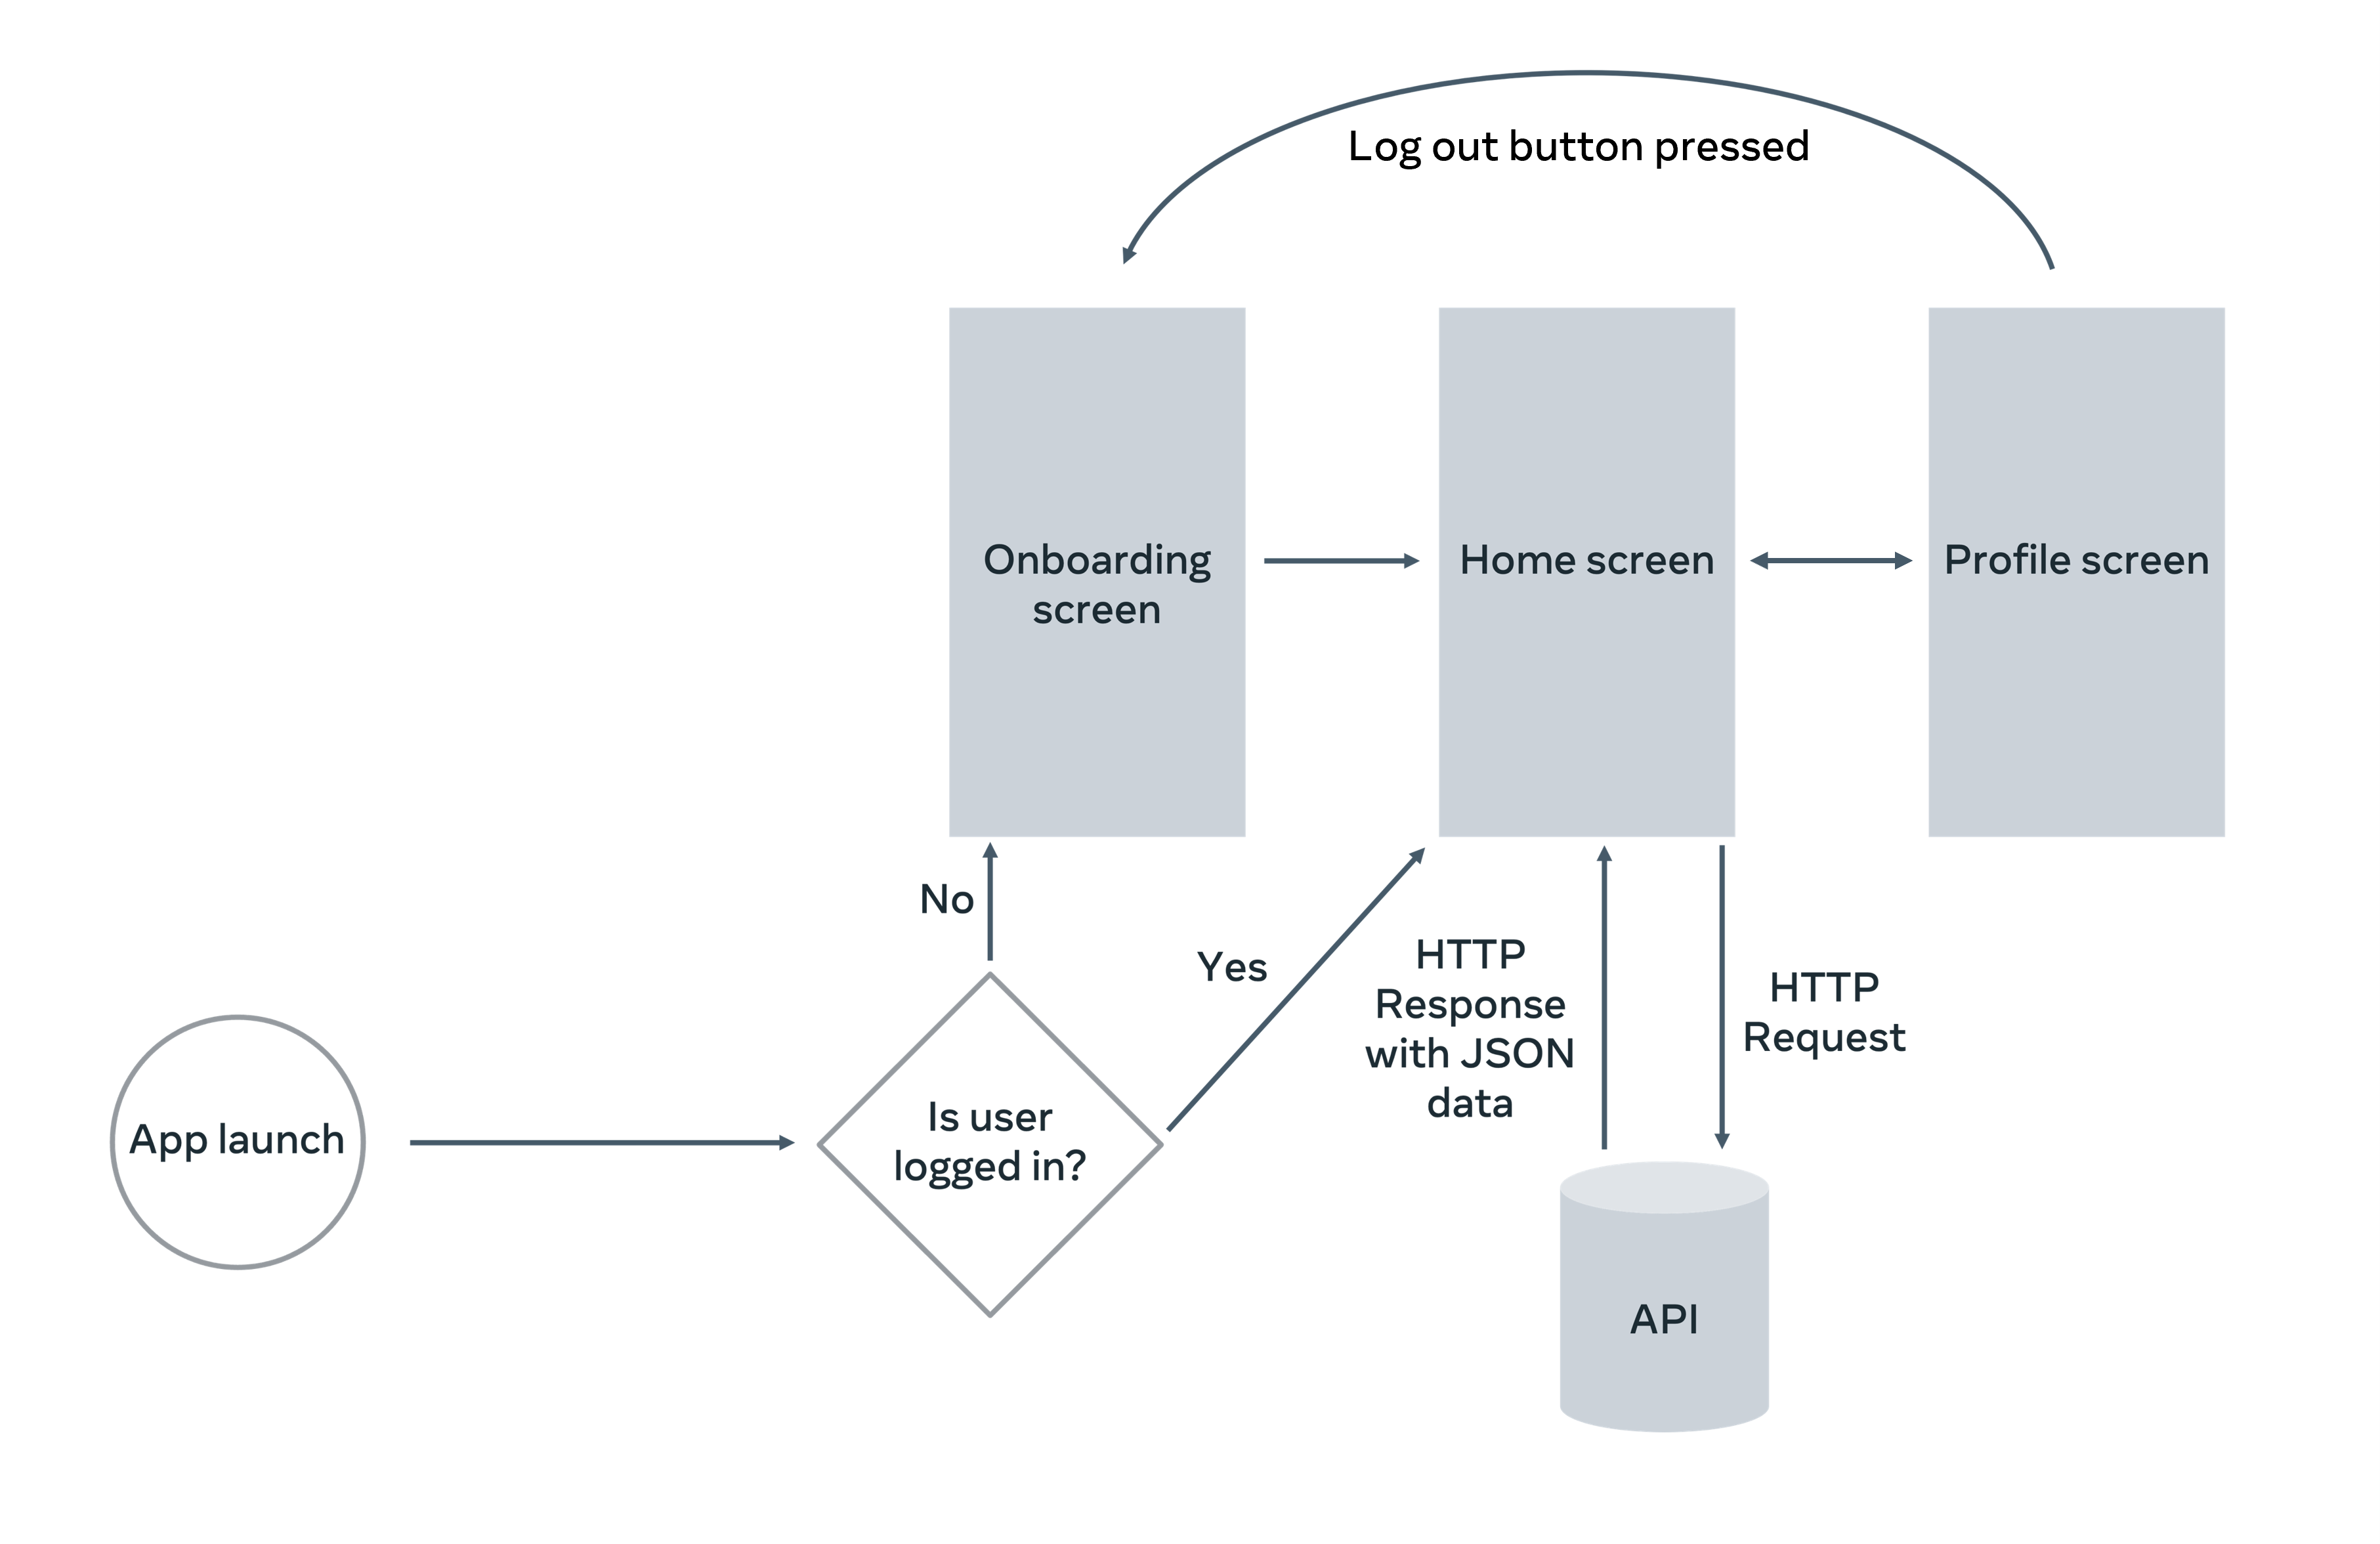 Log out button pressed
Onboarding
screen
Home screen
Profile screen
No
Yes
HTTP
Response
with JSON
data
HTTP
Request
App launch
Is user
logged in?
API